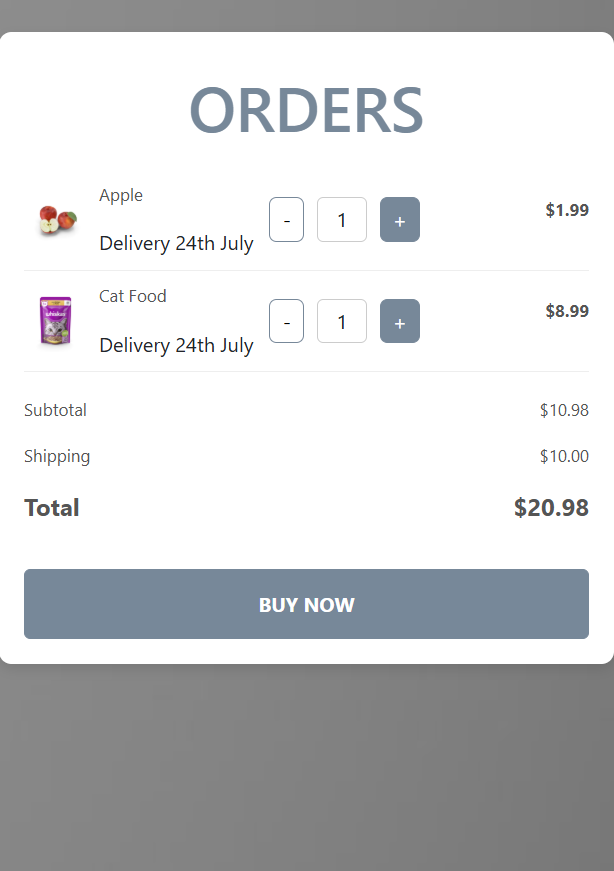 ORDERS
Apple
- 1 + $1.99
Delivery 24th July
Cat Food
- 1 + $8.99
Delivery 24th July
Subtotal $10.98
Shipping $10.00
Total $20.98
BUY NOW